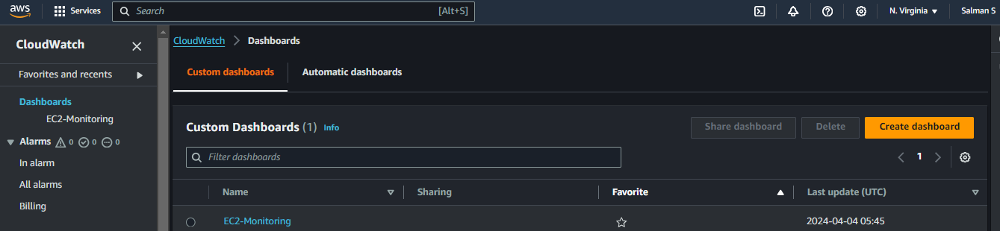 aws Services Search [Alt+S] N. Virginia Salman S
CloudWatch
Favorites and recents
Dashboards
EC2-Monitoring
Alarms 0 0 0
In alarm
All alarms
Billing
CloudWatch Dashboards
Custom dashboards Automatic dashboards
Custom Dashboards (1) Info Share dashboard Delete Create dashboard
Filter dashboards 1
Name Sharing Favorite Last update (UTC)
EC2-Monitoring 2024-04-04 05:45